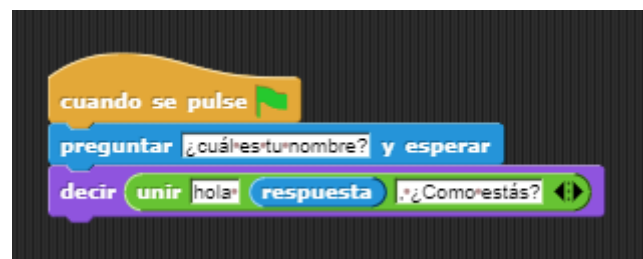 cuando se pulse
preguntar ¿cuál es tu nombre? y esperar
decir unir hola respuesta , ¿Como estás?